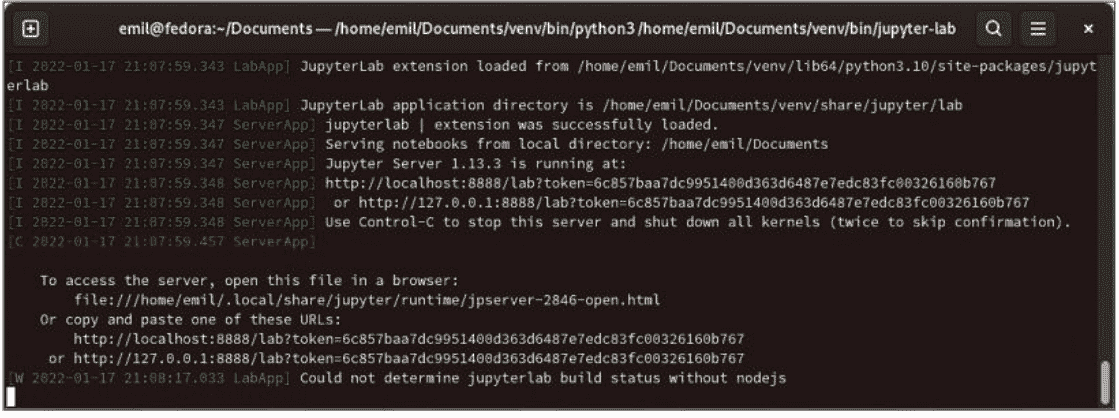 emil@fedora:~/Documents — /home/emil/Documents/venv/bin/python3 /home/emil/Documents/venv/bin/jupyter-lab
[I 2022-01-17 21:07:59.343 LabApp] JupyterLab extension loaded from /home/emil/Documents/venv/lib64/python3.10/site-packages/jupyt
erlab
[I 2022-01-17 21:07:59.343 LabApp] JupyterLab application directory is /home/emil/Documents/venv/share/jupyter/lab
[I 2022-01-17 21:07:59.347 ServerApp] jupyterlab | extension was successfully loaded.
[I 2022-01-17 21:07:59.347 ServerApp] Serving notebooks from local directory: /home/emil/Documents
[I 2022-01-17 21:07:59.347 ServerApp] Jupyter Server 1.13.3 is running at:
[I 2022-01-17 21:07:59.348 ServerApp] http://localhost:8888/lab?token=6c857baa7dc9951400d363d6487e7edc83fc00326160b767
[I 2022-01-17 21:07:59.348 ServerApp]  or http://127.0.0.1:8888/lab?token=6c857baa7dc9951400d363d6487e7edc83fc00326160b767
[I 2022-01-17 21:07:59.348 ServerApp] Use Control-C to stop this server and shut down all kernels (twice to skip confirmation).
[C 2022-01-17 21:07:59.457 ServerApp]
To access the server, open this file in a browser:
file:///home/emil/.local/share/jupyter/runtime/jpserver-2846-open.html
Or copy and paste one of these URLs:
http://localhost:8888/lab?token=6c857baa7dc9951400d363d6487e7edc83fc00326160b767
or http://127.0.0.1:8888/lab?token=6c857baa7dc9951400d363d6487e7edc83fc00326160b767
[W 2022-01-17 21:08:17.033 LabApp] Could not determine jupyterlab build status without nodejs